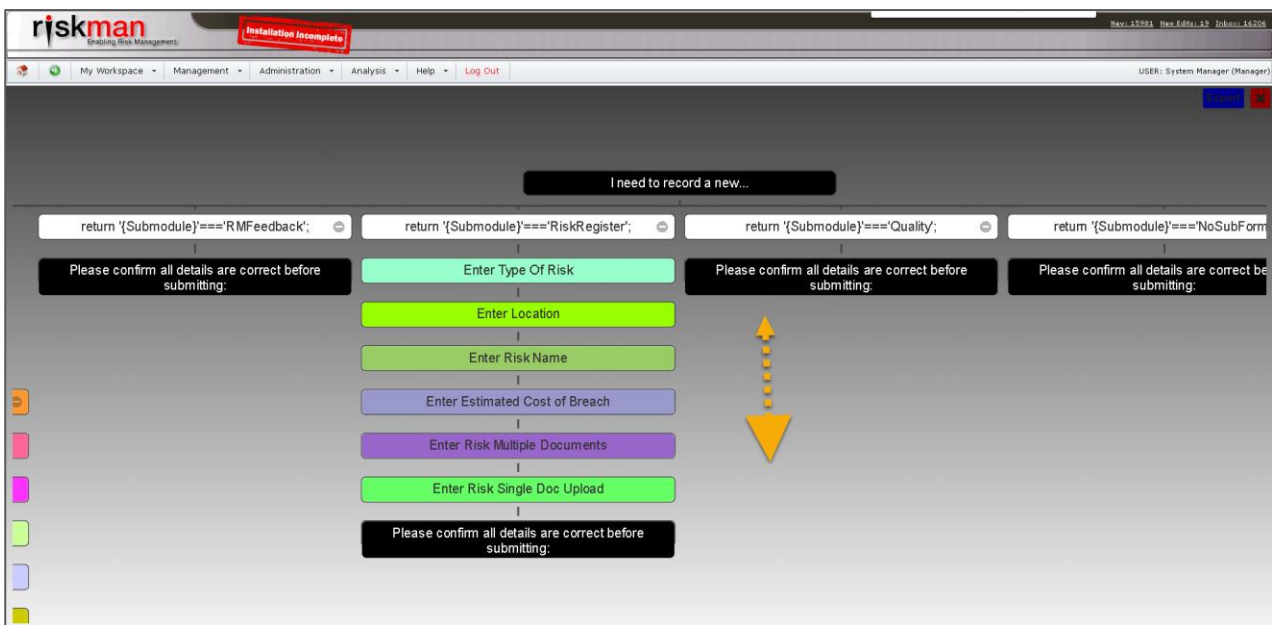 riskman
Enabling Risk Management
Installation Incomplete
New: 15981 New Edits: 19 Inbox: 16206
My Workspace Management Administration Analysis Help Log Out USER: System Manager (Manager)
Export
I need to record a new...
return '{Submodule}'==='RMFeedback'; return '{Submodule}'==='RiskRegister'; return '{Submodule}'==='Quality'; return '{Submodule}'==='NoSubForm
Please confirm all details are correct before
submitting:
Enter Type Of Risk
Please confirm all details are correct before
submitting:
Please confirm all details are correct be
submitting:
Enter Location
Enter Risk Name
Enter Estimated Cost of Breach
Enter Risk Multiple Documents
Enter Risk Single Doc Upload
Please confirm all details are correct before
submitting: